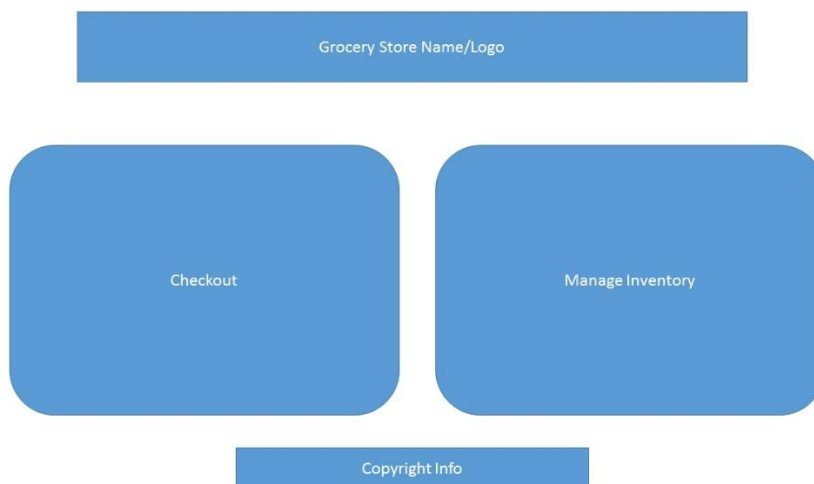 Grocery Store Name/Logo
Checkout
Manage Inventory
Copyright Info